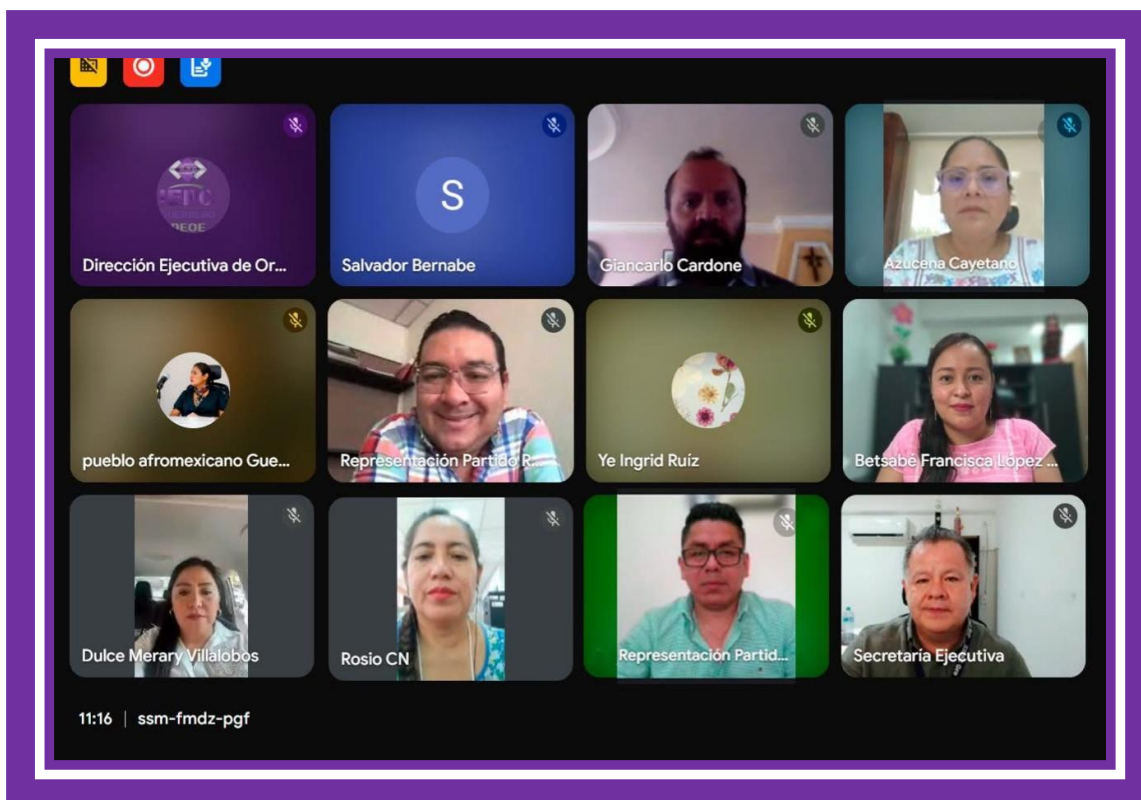 Dirección Ejecutiva de Or...
S
Salvador Bernabe
Giancarlo Cardone
Azucena Cayetano
pueblo afromexicano Gue...
Representación Partido R...
Ye Ingrid Ruíz
Betsabé Francisca López ...
Dulce Merary Villalobos
Rosio CN
Representación Partid...
Secretaría Ejecutiva
11:16 | ssm-fmdz-pgf